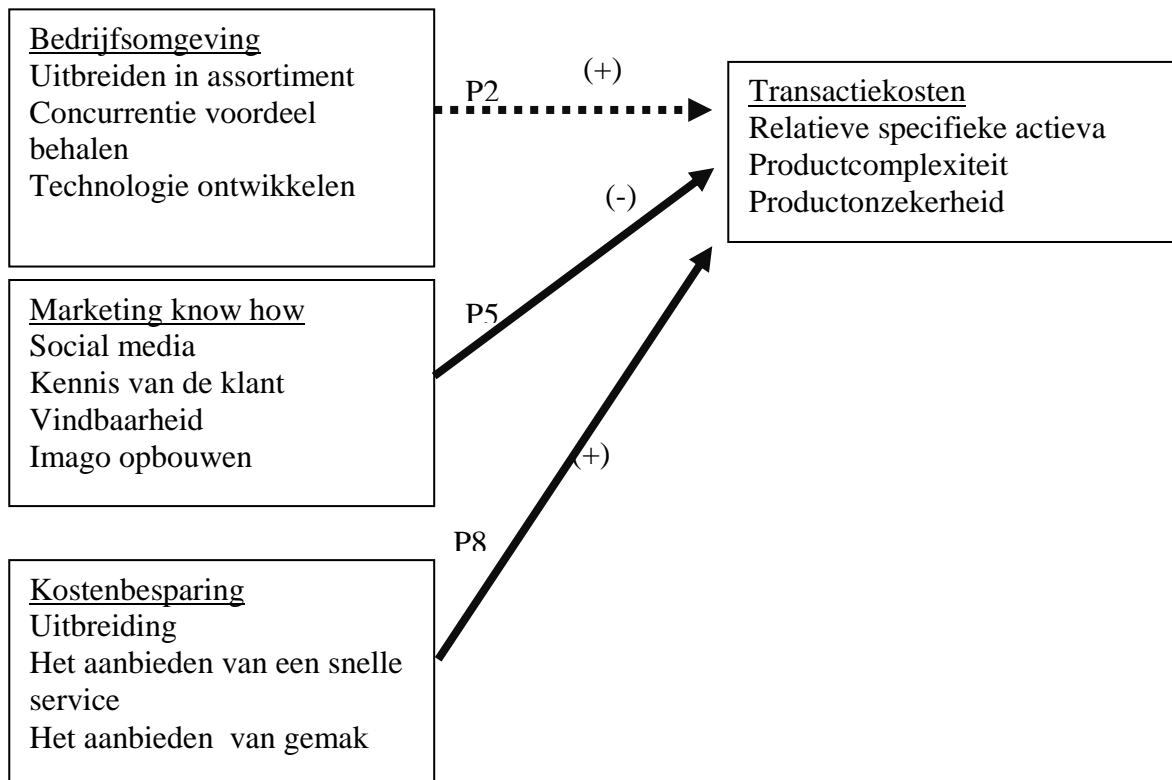 Bedrijfsomgeving
Uitbreiden in assortiment
Concurrentie voordeel
behalen
Technologie ontwikkelen
P2
(+)
Transactiekosten
Relatieve specifieke activa
Productcomplexiteit
Productonzekerheid
(-)
Marketing know how
Social media
Kennis van de klant
Vindbaarheid
Imago opbouwen
P5
(+)
P8
Kostenbesparing
Uitbreiding
Het aanbieden van een snelle
service
Het aanbieden van gemak